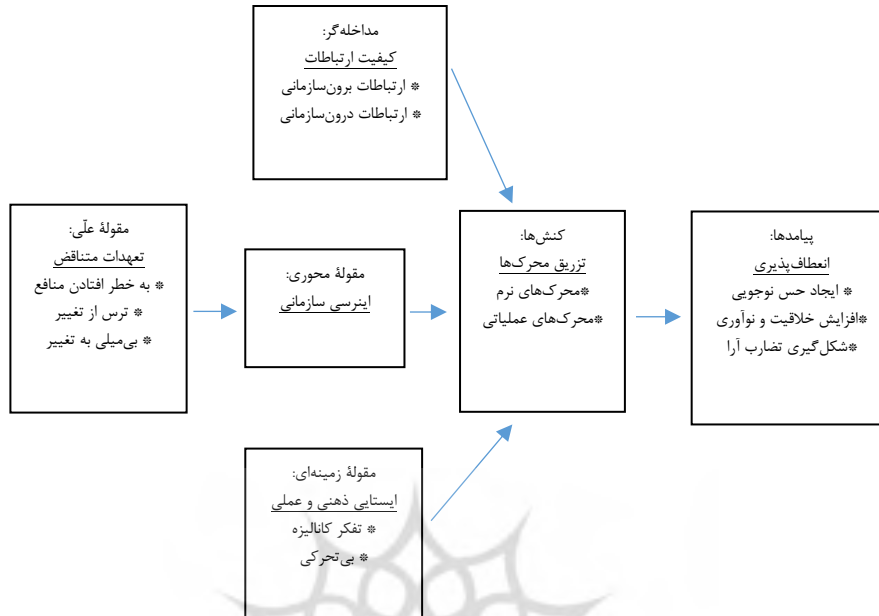 مداخله‌گر:
کیفیت ارتباطات
* ارتباطات برون‌سازمانی
* ارتباطات درون‌سازمانی
پیامدها:
انعطاف‌پذیری
* ایجاد حس نوجویی
*افزایش خلاقیت و نوآوری
*شکل‌گیری تضارب آرا
کنش‌ها:
تزریق محرک‌ها
*محرک‌های نرم
*محرک‌های عملیاتی
مقولهٔ محوری:
اینرسی سازمانی
مقولهٔ علّی:
تعهدات متناقض
* به خطر افتادن منافع
* ترس از تغییر
* بی‌میلی به تغییر
مقولهٔ زمینه‌ای:
ایستایی ذهنی و عملی
* تفکر کانالیزه
* بی‌تحرکی